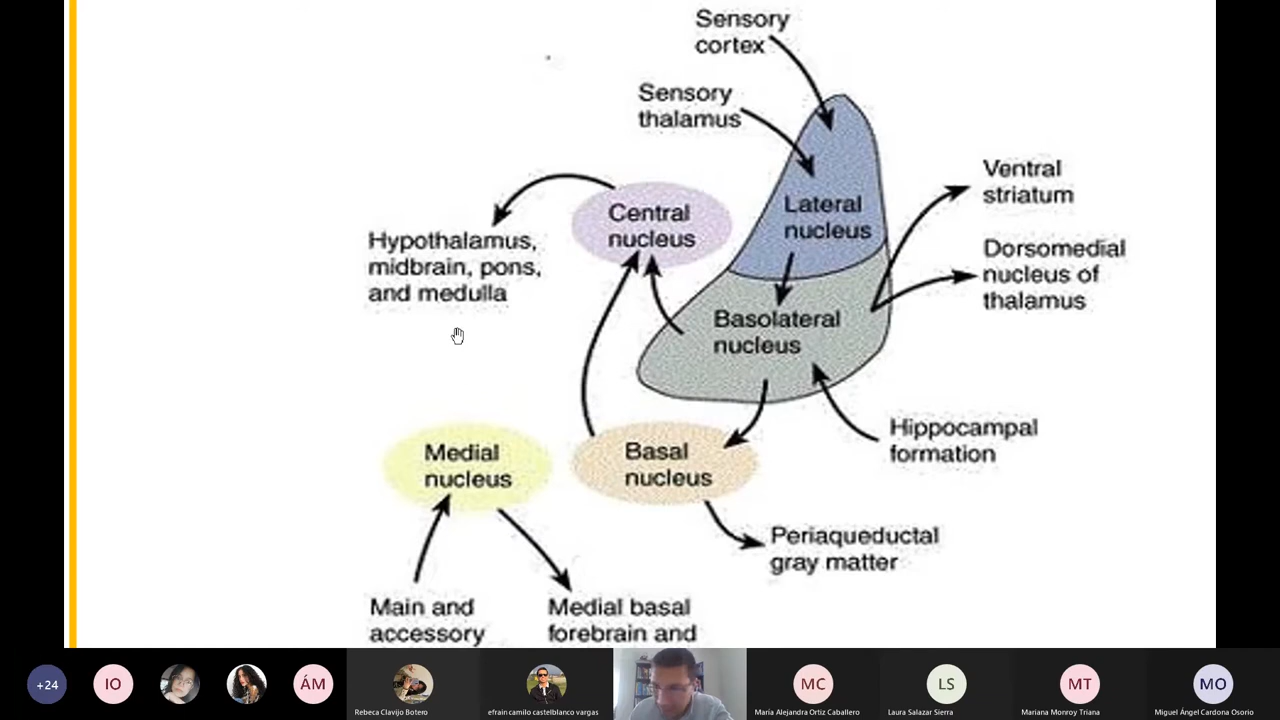 Sensory
cortex
Sensory
thalamus
Ventral
striatum
Lateral
nucleus
Central
nucleus
Hypothalamus,
midbrain, pons,
and medulla
Dorsomedial
nucleus of
thalamus
Basolateral
nucleus
Hippocampal
formation
Medial
nucleus
Basal
nucleus
Periaqueductal
gray matter
Main and
accessory
Medial basal
forebrain and
+24
IO
ÁM
Rebeca Clavijo Botero
efrain camilo castelblanco vargas
MC
María Alejandra Ortiz Caballero
LS
Laura Salazar Sierra
MT
Mariana Monroy Triana
MO
Miguel Ángel Cardona Osorio